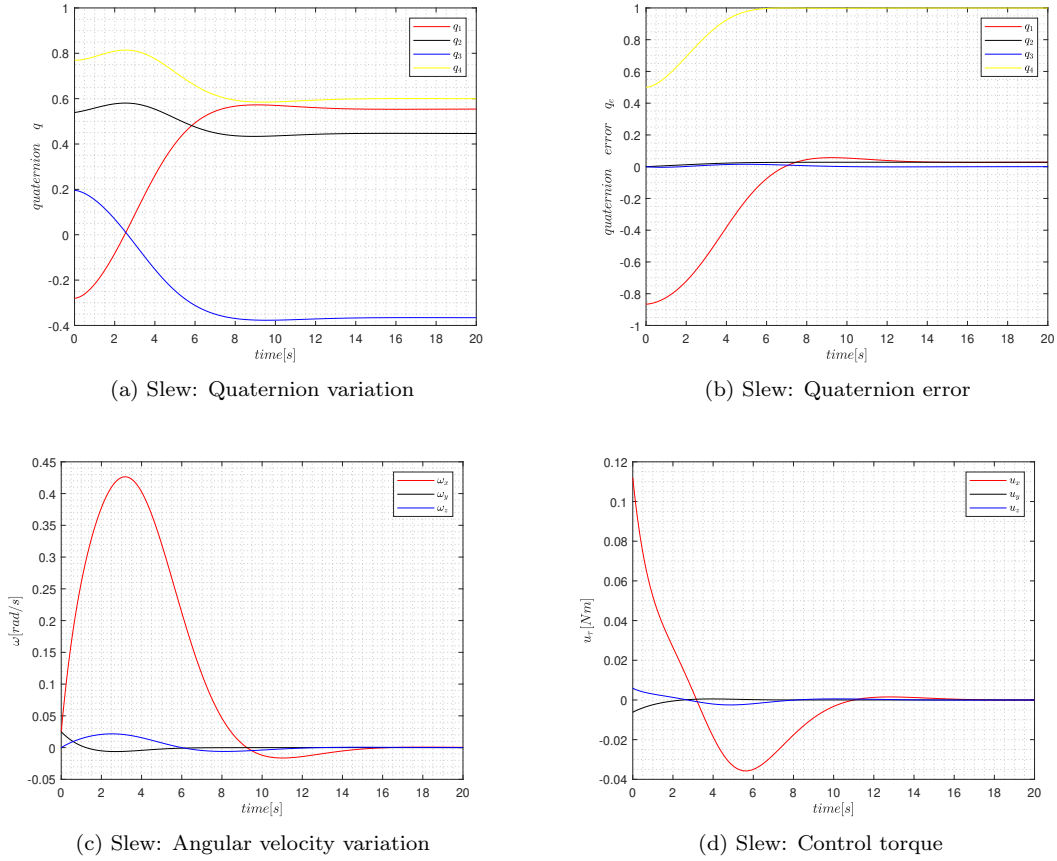 1
0.8
0.6
0.4
0.2
0
-0.2
-0.4
0 2 4 6 8 10 12 14 16 18 20
quaternion q
time[s]
q₁
q₂
q₃
q₄
(a) Slew: Quaternion variation
1
0.8
0.6
0.4
0.2
0
-0.2
-0.4
-0.6
-0.8
-1
0 2 4 6 8 10 12 14 16 18 20
quaternion error qₑ
time[s]
q₁
q₂
q₃
q₄
(b) Slew: Quaternion error
0.45
0.4
0.35
0.3
0.25
0.2
0.15
0.1
0.05
0
-0.05
0 2 4 6 8 10 12 14 16 18 20
ω[rad/s]
time[s]
ωₓ
ω_y
ω_z
(c) Slew: Angular velocity variation
0.12
0.1
0.08
0.06
0.04
0.02
0
-0.02
-0.04
0 2 4 6 8 10 12 14 16 18 20
uᵣ[Nm]
time[s]
uₓ
u_y
u_z
(d) Slew: Control torque